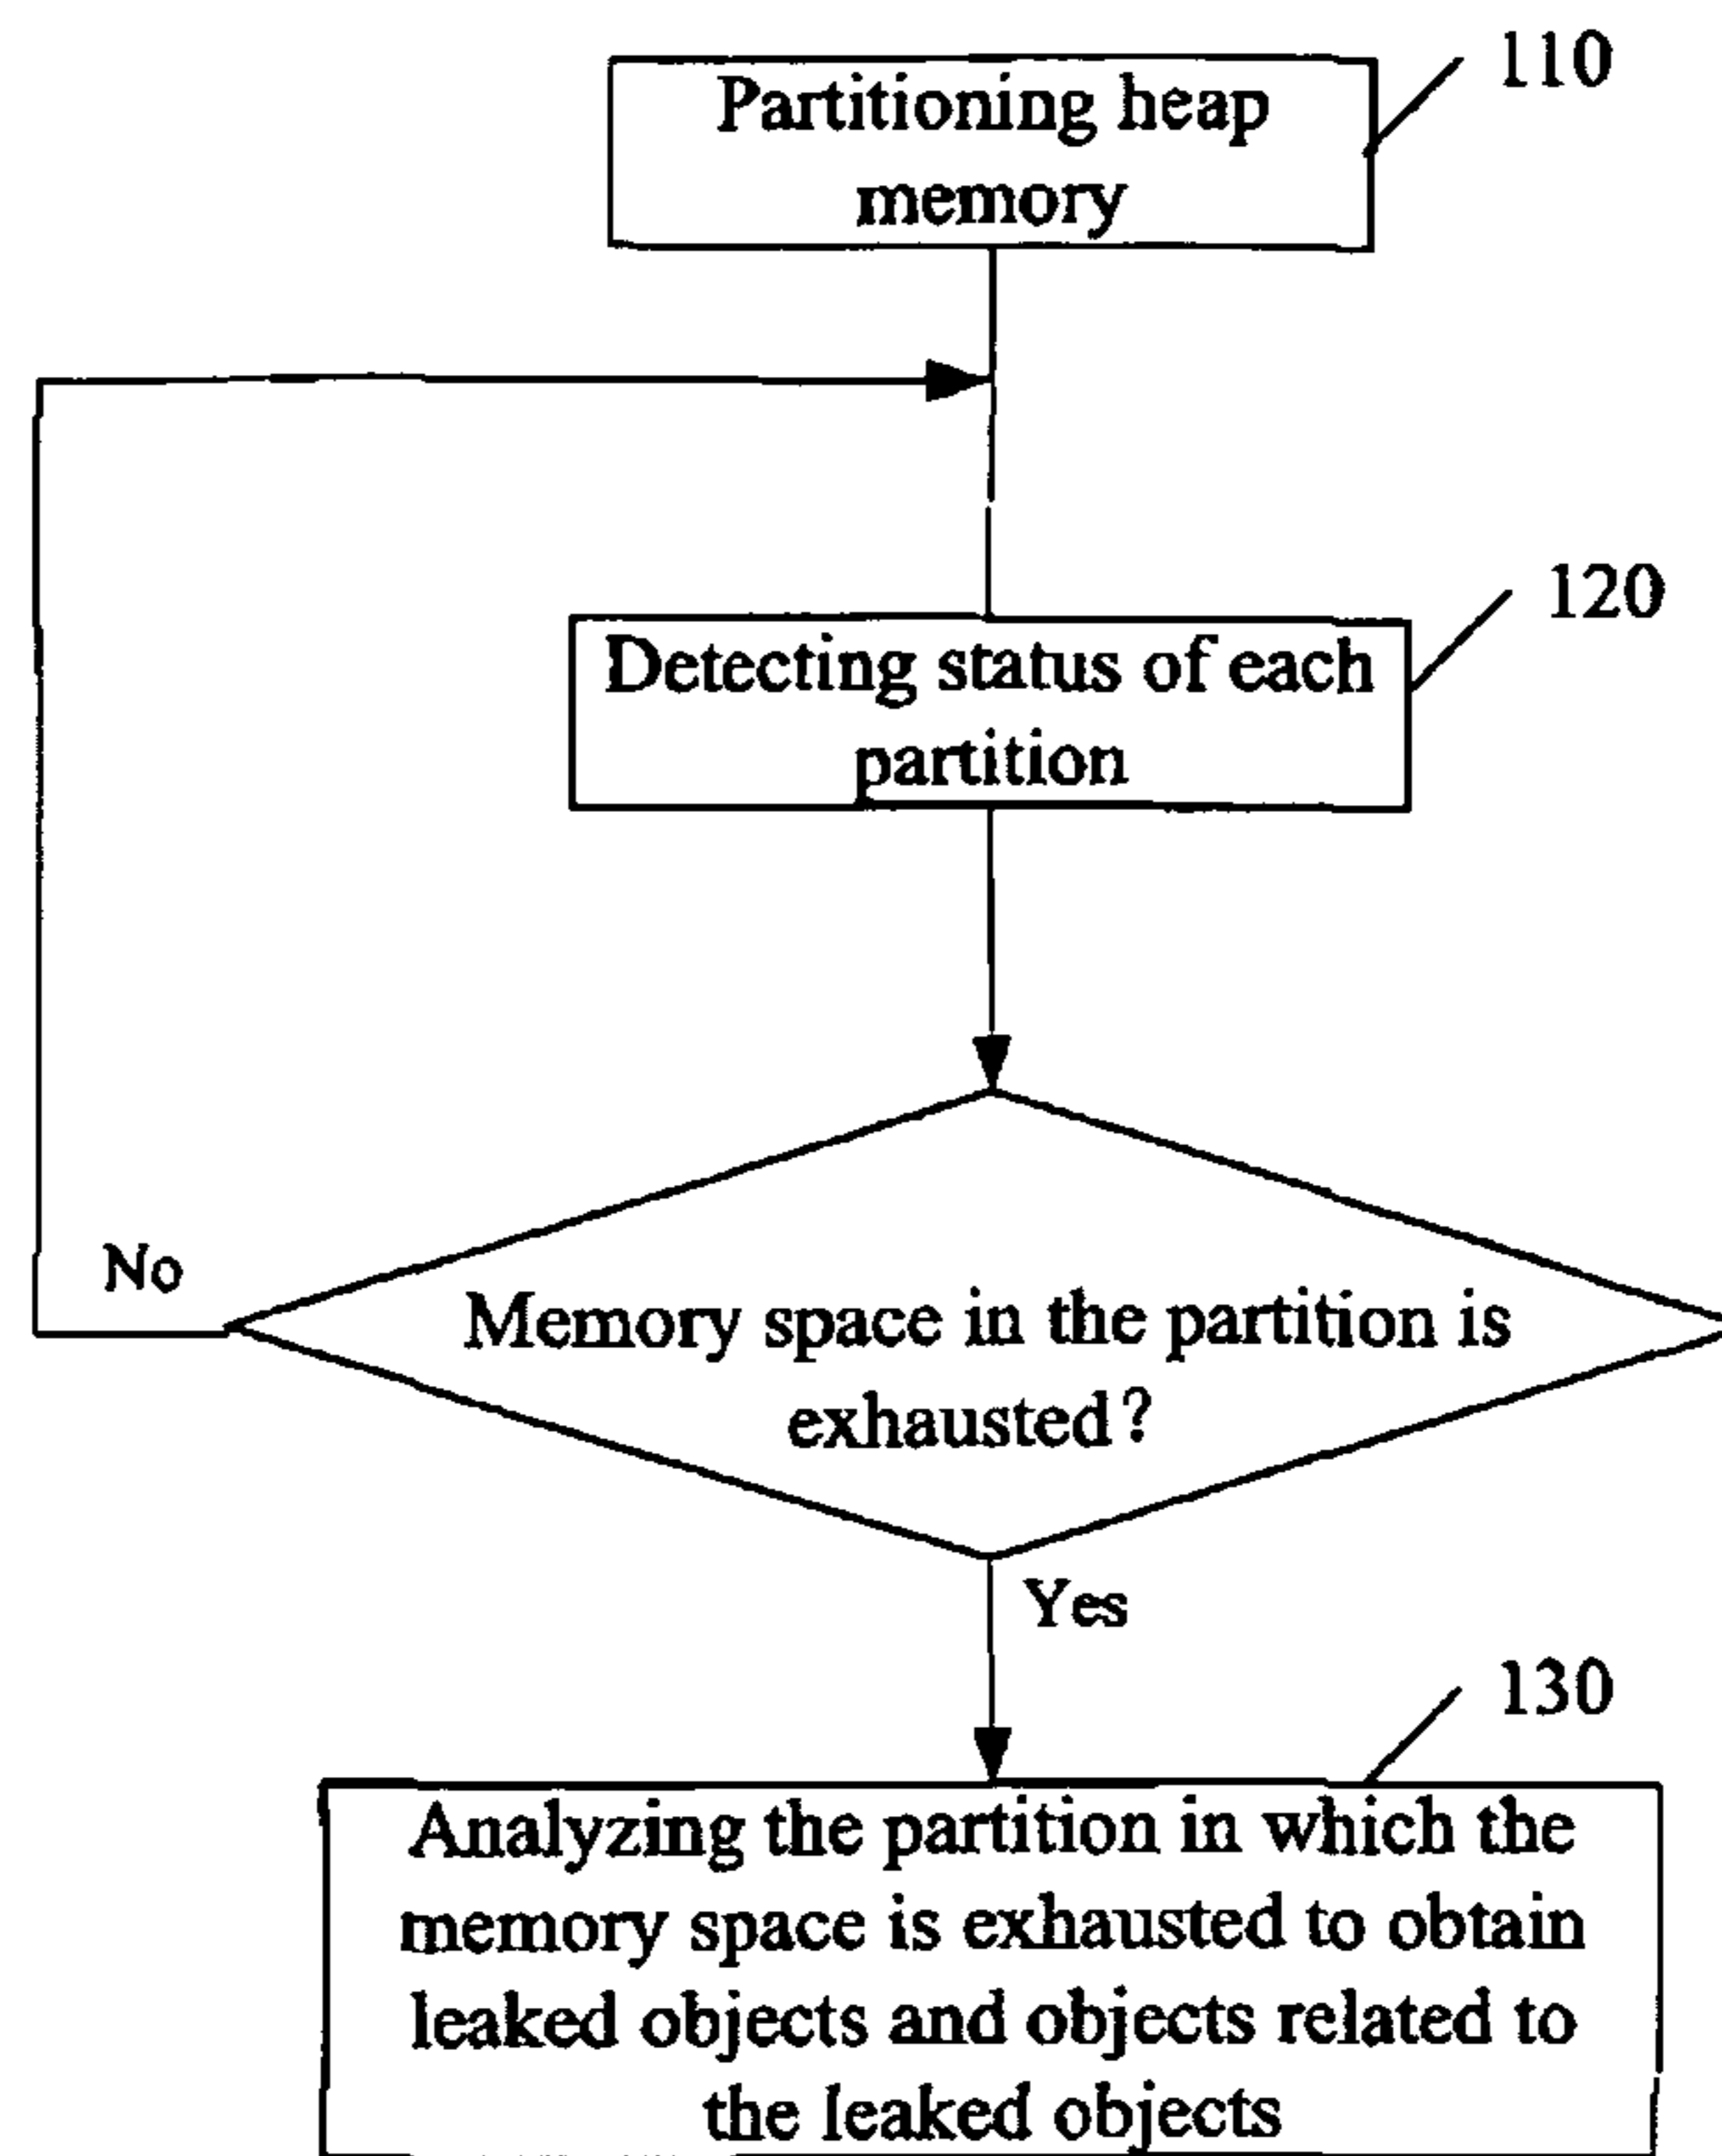 110
Partitioning heap
memory
120
Detecting status of each
partition
No
Memory space in the partition is
exhausted?
Yes
130
Analyzing the partition in which the
memory space is exhausted to obtain
leaked objects and objects related to
the leaked objects